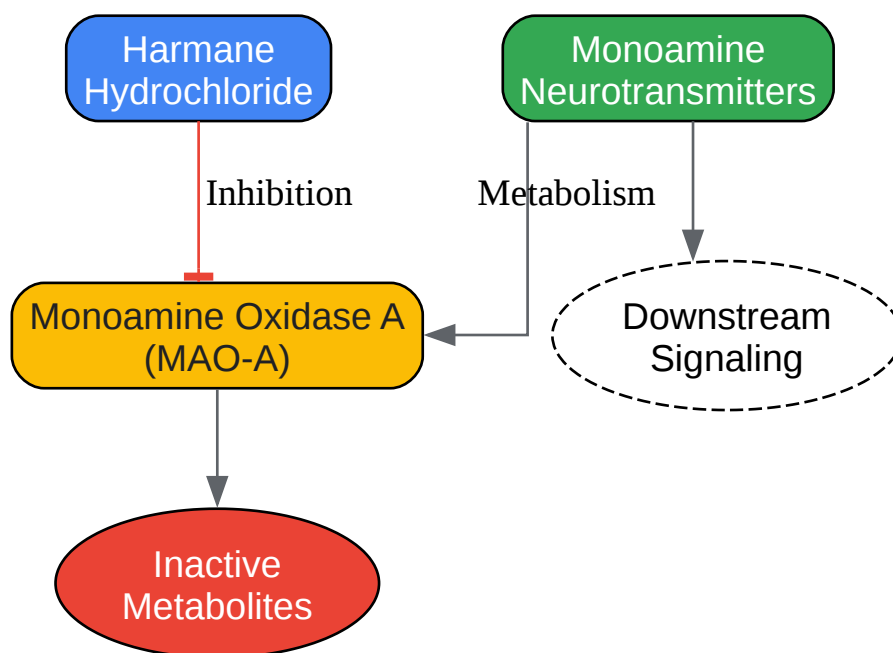 Harmane
Hydrochloride
Monoamine
Neurotransmitters
Inhibition
Metabolism
Monoamine Oxidase A
(MAO-A)
Downstream
Signaling
Inactive
Metabolites